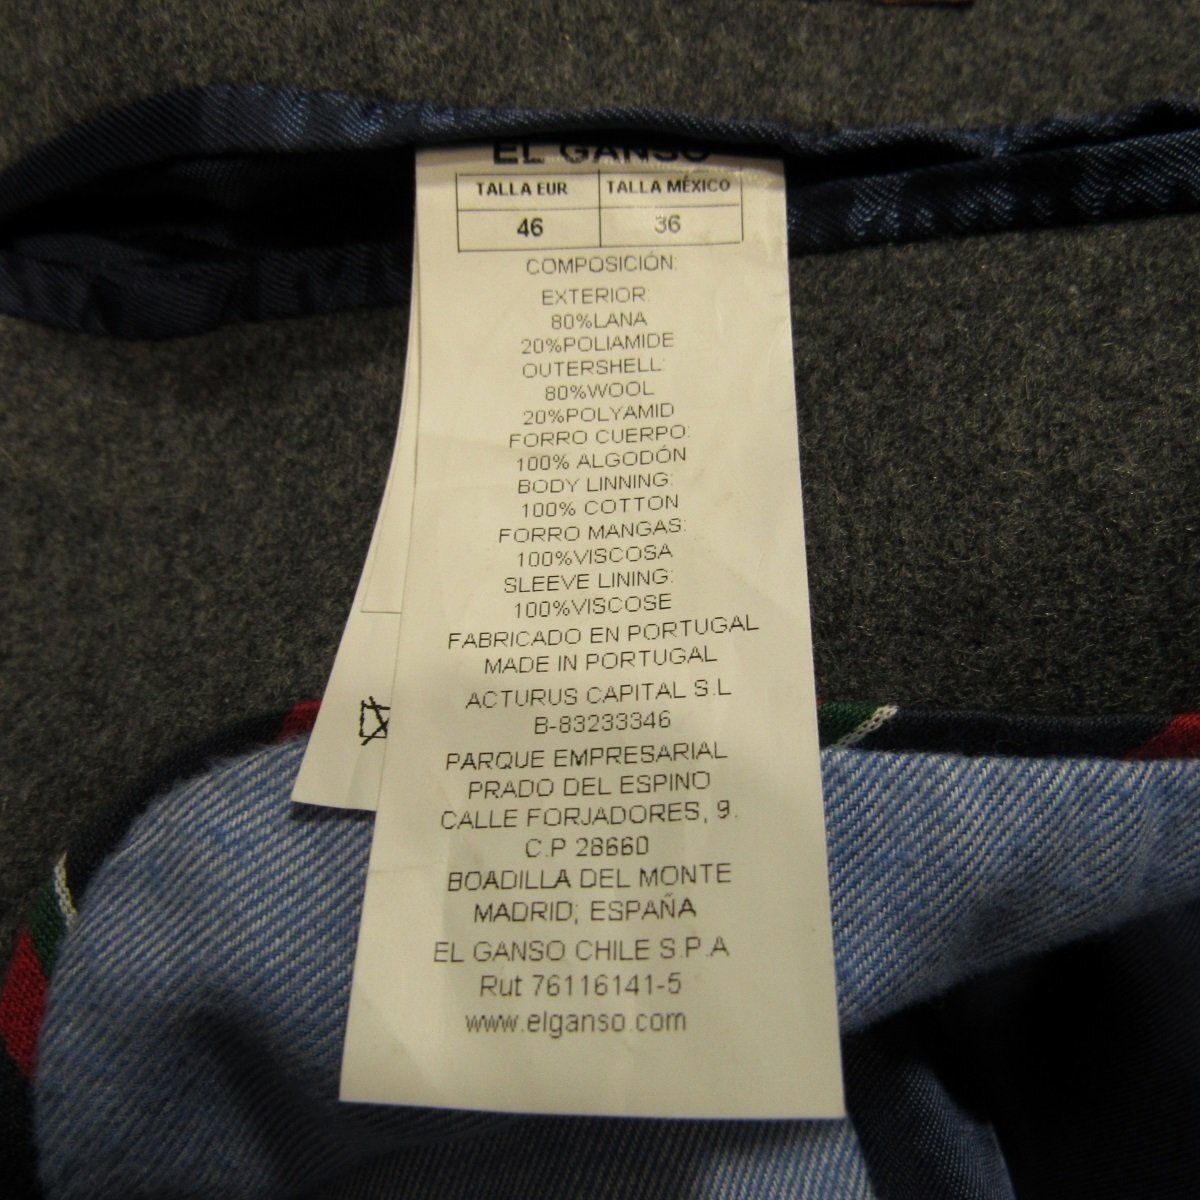 EL GANSO
TALLA EUR TALLA MÉXICO
46 36
COMPOSICIÓN:
EXTERIOR:
80%LANA
20%POLIAMIDE
OUTERSHELL:
80%WOOL
20%POLYAMID
FORRO CUERPO:
100% ALGODÓN
BODY LINNING:
100% COTTON
FORRO MANGAS:
100%VISCOSA
SLEEVE LINING:
100%VISCOSE
FABRICADO EN PORTUGAL
MADE IN PORTUGAL
ACTURUS CAPITAL S.L
B-83233346
PARQUE EMPRESARIAL
PRADO DEL ESPINO
CALLE FORJADORES, 9.
C.P 28660
BOADILLA DEL MONTE
MADRID; ESPAÑA
EL GANSO CHILE S.P.A
Rut 76116141-5
www.elganso.com